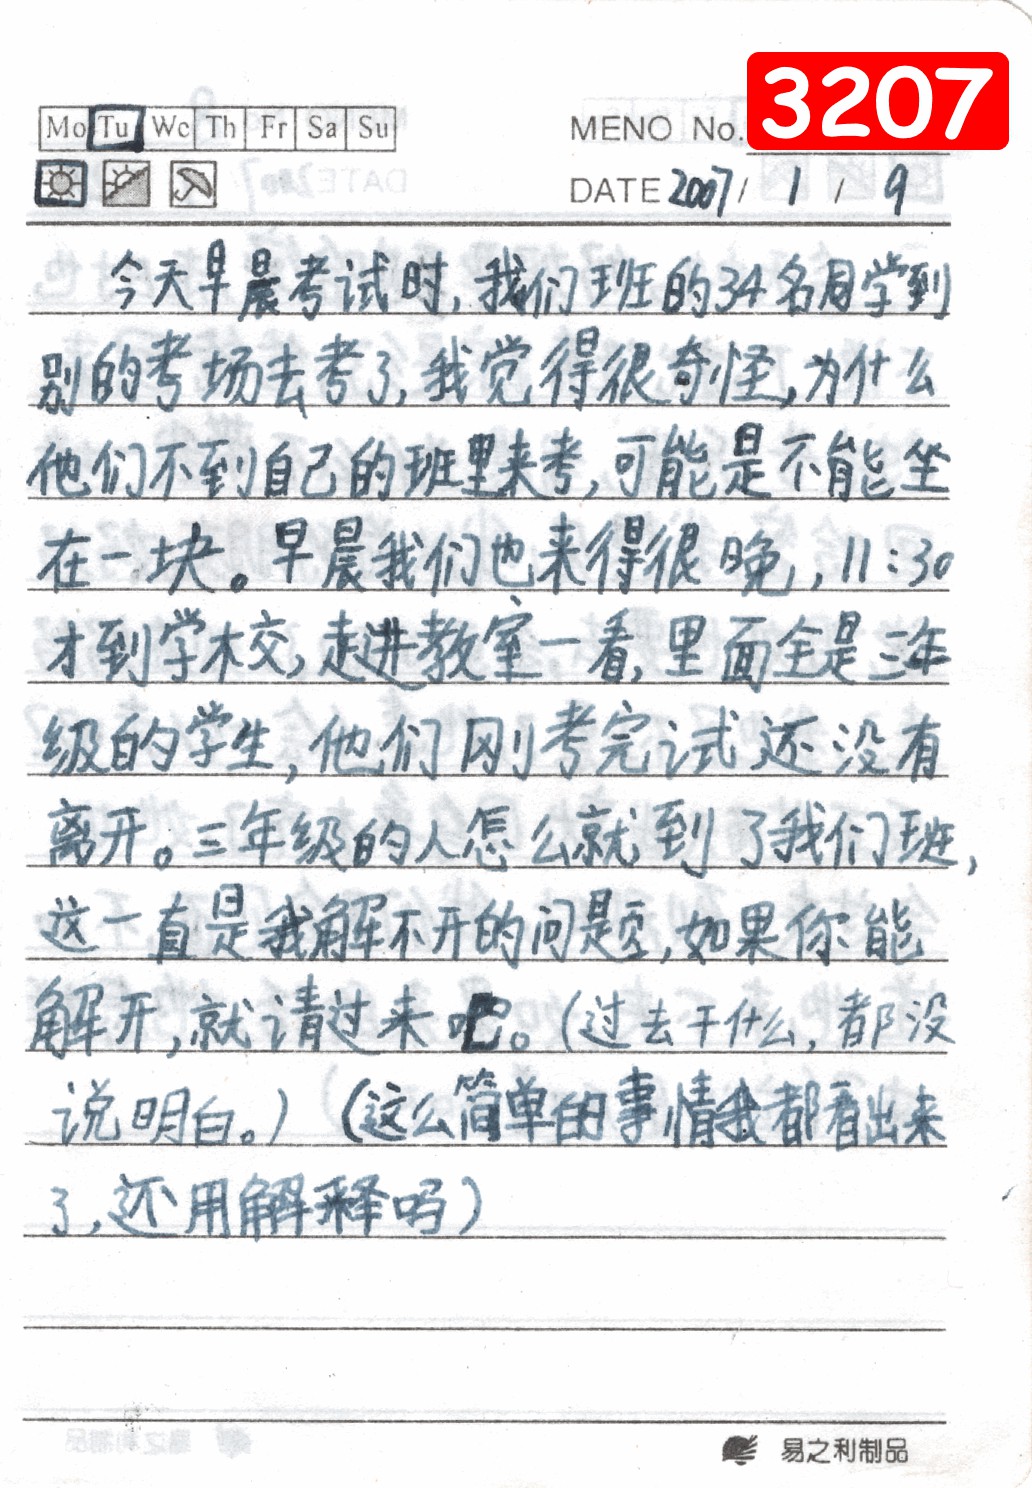 3207
Mo Tu We Th Fr Sa Su
MENO No.
DATE 2007 / 1 / 9
今天早晨考试时,我们班的34名同学到
别的考场去考了,我觉得很奇怪,为什么
他们不到自己的班里来考,可能是不能坐
在一块。早晨我们也来得很晚,11:30
才到学校,走进教室一看,里面全是三年
级的学生,他们刚考完试还没有
离开。三年级的人怎么就到了我们班,
这一直是我解不开的问题,如果你能
解开,就请过来吧。(过去干什么,都没
说明白。) (这么简单的事情我都看出来
了,还用解释吗)
易之利制品